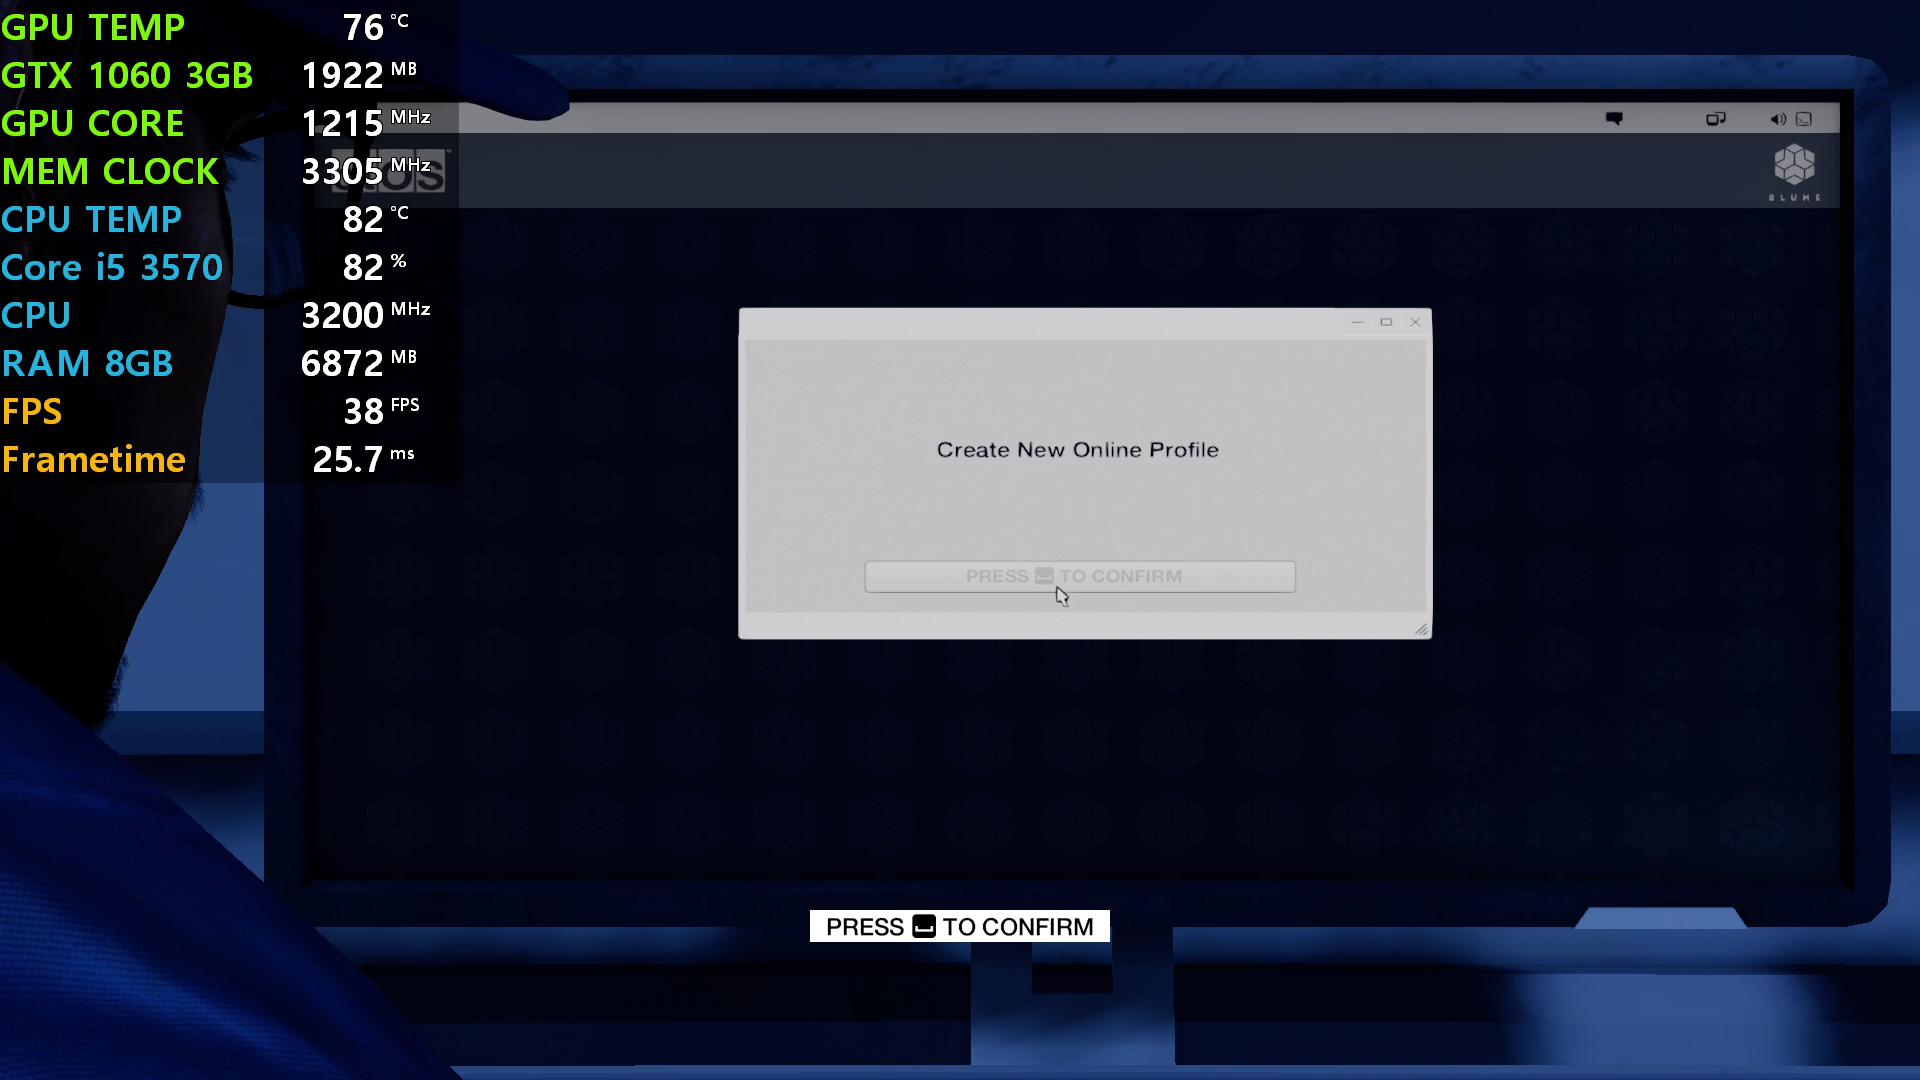 GPU TEMP 76 °C
GTX 1060 3GB 1922 MB
GPU CORE 1215 MHz
MEM CLOCK 3305 MHz
CPU TEMP 82 °C
Core i5 3570 82 %
CPU 3200 MHz
RAM 8GB 6872 MB
FPS 38 FPS
Frametime 25.7 ms
OS
BLUME
Create New Online Profile
PRESS TO CONFIRM
PRESS TO CONFIRM